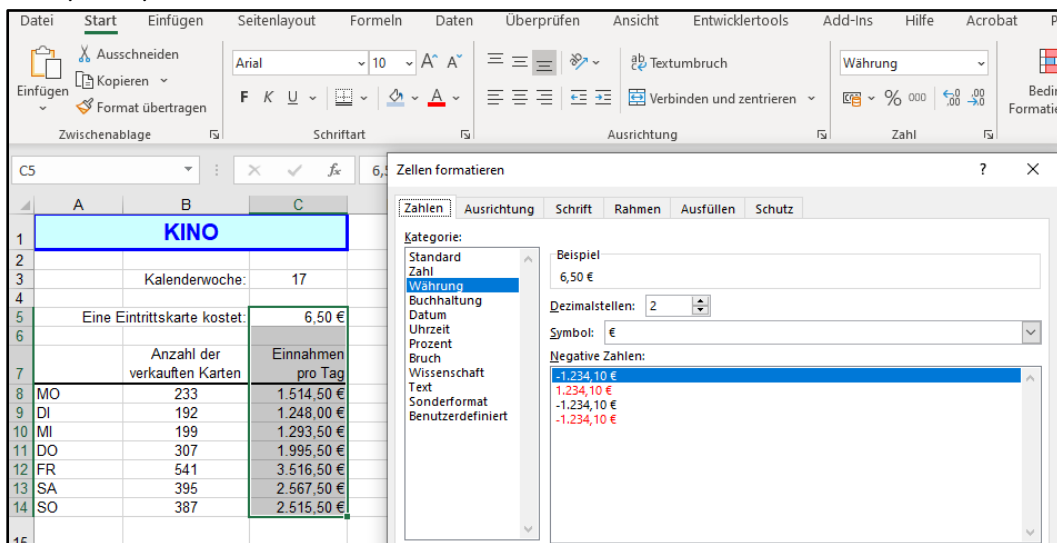 Datei Start Einfügen Seitenlayout Formeln Daten Überprüfen Ansicht Entwicklertools Add-Ins Hilfe Acrobat
Einfügen
Ausschneiden
Kopieren
Format übertragen
Zwischenablage
Arial 10 A A
F K U A
Schriftart
ab Textumbruch
Verbinden und zentrieren
Ausrichtung
Währung
% 000
Zahl
C5 fx 6,
A B C
1 KINO
2
3 Kalenderwoche: 17
4
5 Eine Eintrittskarte kostet: 6,50 €
6
Anzahl der Einnahmen
7 verkauften Karten pro Tag
8 MO 233 1.514,50 €
9 DI 192 1.248,00 €
10 MI 199 1.293,50 €
11 DO 307 1.995,50 €
12 FR 541 3.516,50 €
13 SA 395 2.567,50 €
14 SO 387 2.515,50 €
15
Zellen formatieren ? ×
Zahlen Ausrichtung Schrift Rahmen Ausfüllen Schutz
Kategorie:
Standard
Zahl
Währung
Buchhaltung
Datum
Uhrzeit
Prozent
Bruch
Wissenschaft
Text
Sonderformat
Benutzerdefiniert
Beispiel
6,50 €
Dezimalstellen: 2
Symbol: €
Negative Zahlen:
-1.234,10 €
1.234,10 €
-1.234,10 €
-1.234,10 €